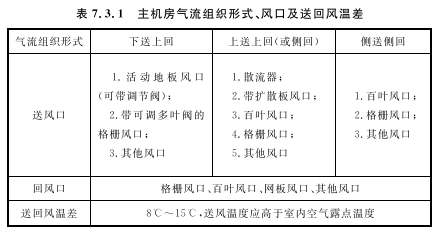 表 7.3.1 主机房气流组织形式、风口及送回风温差
气流组织形式 下送上回 上送上回(或侧回) 侧送侧回
送风口
1.活动地板风口
(可带调节阀);
2.带可调多叶阀的
格栅风口;
3.其他风口
1.散流器;
2.带扩散板风口;
3.百叶风口;
4.格栅风口;
5.其他风口
1.百叶风口;
2.格栅风口;
3.其他风口
回风口 格栅风口、百叶风口、网板风口、其他风口
送回风温差 8℃~15℃,送风温度应高于室内空气露点温度